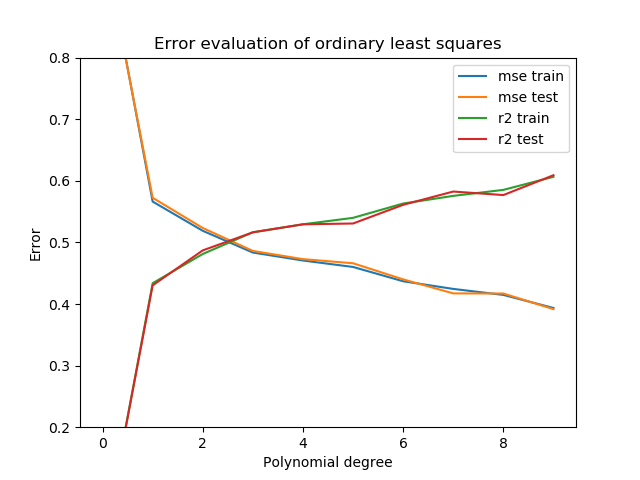 Error evaluation of ordinary least squares
mse train
mse test
r2 train
r2 test
0.8
0.7
0.6
0.5
0.4
0.3
0.2
Error
0 2 4 6 8
Polynomial degree